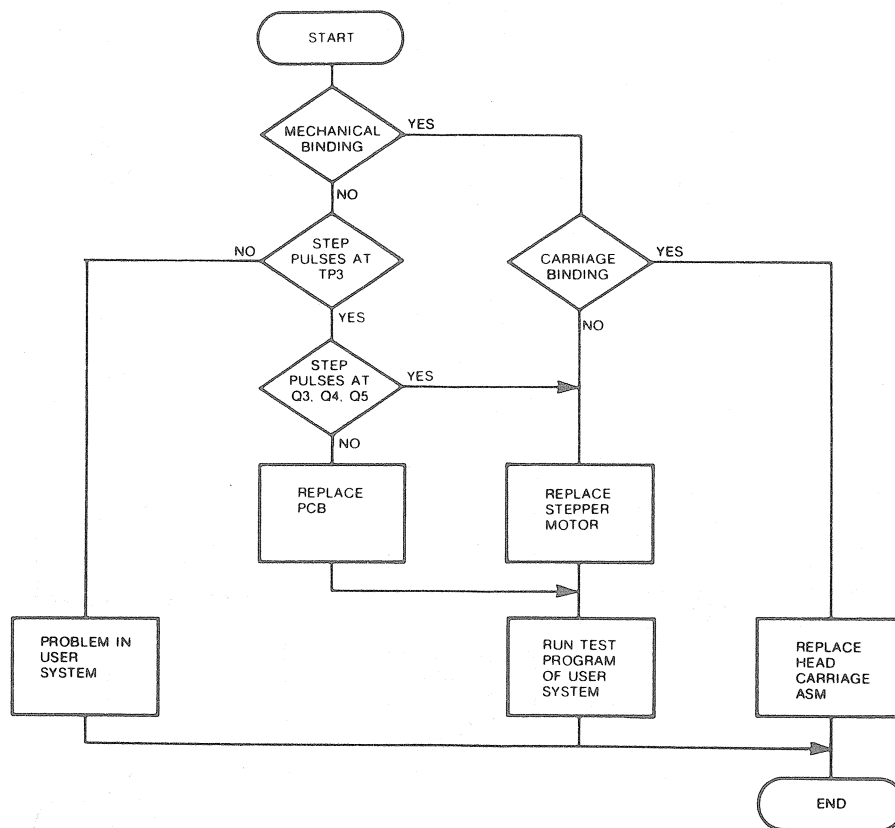 START
MECHANICAL
BINDING
YES
NO
STEP
PULSES AT
TP3
NO
YES
CARRIAGE
BINDING
YES
NO
STEP
PULSES AT
Q3, Q4, Q5
YES
NO
REPLACE
PCB
REPLACE
STEPPER
MOTOR
PROBLEM IN
USER
SYSTEM
RUN TEST
PROGRAM
OF USER
SYSTEM
REPLACE
HEAD
CARRIAGE
ASM
END